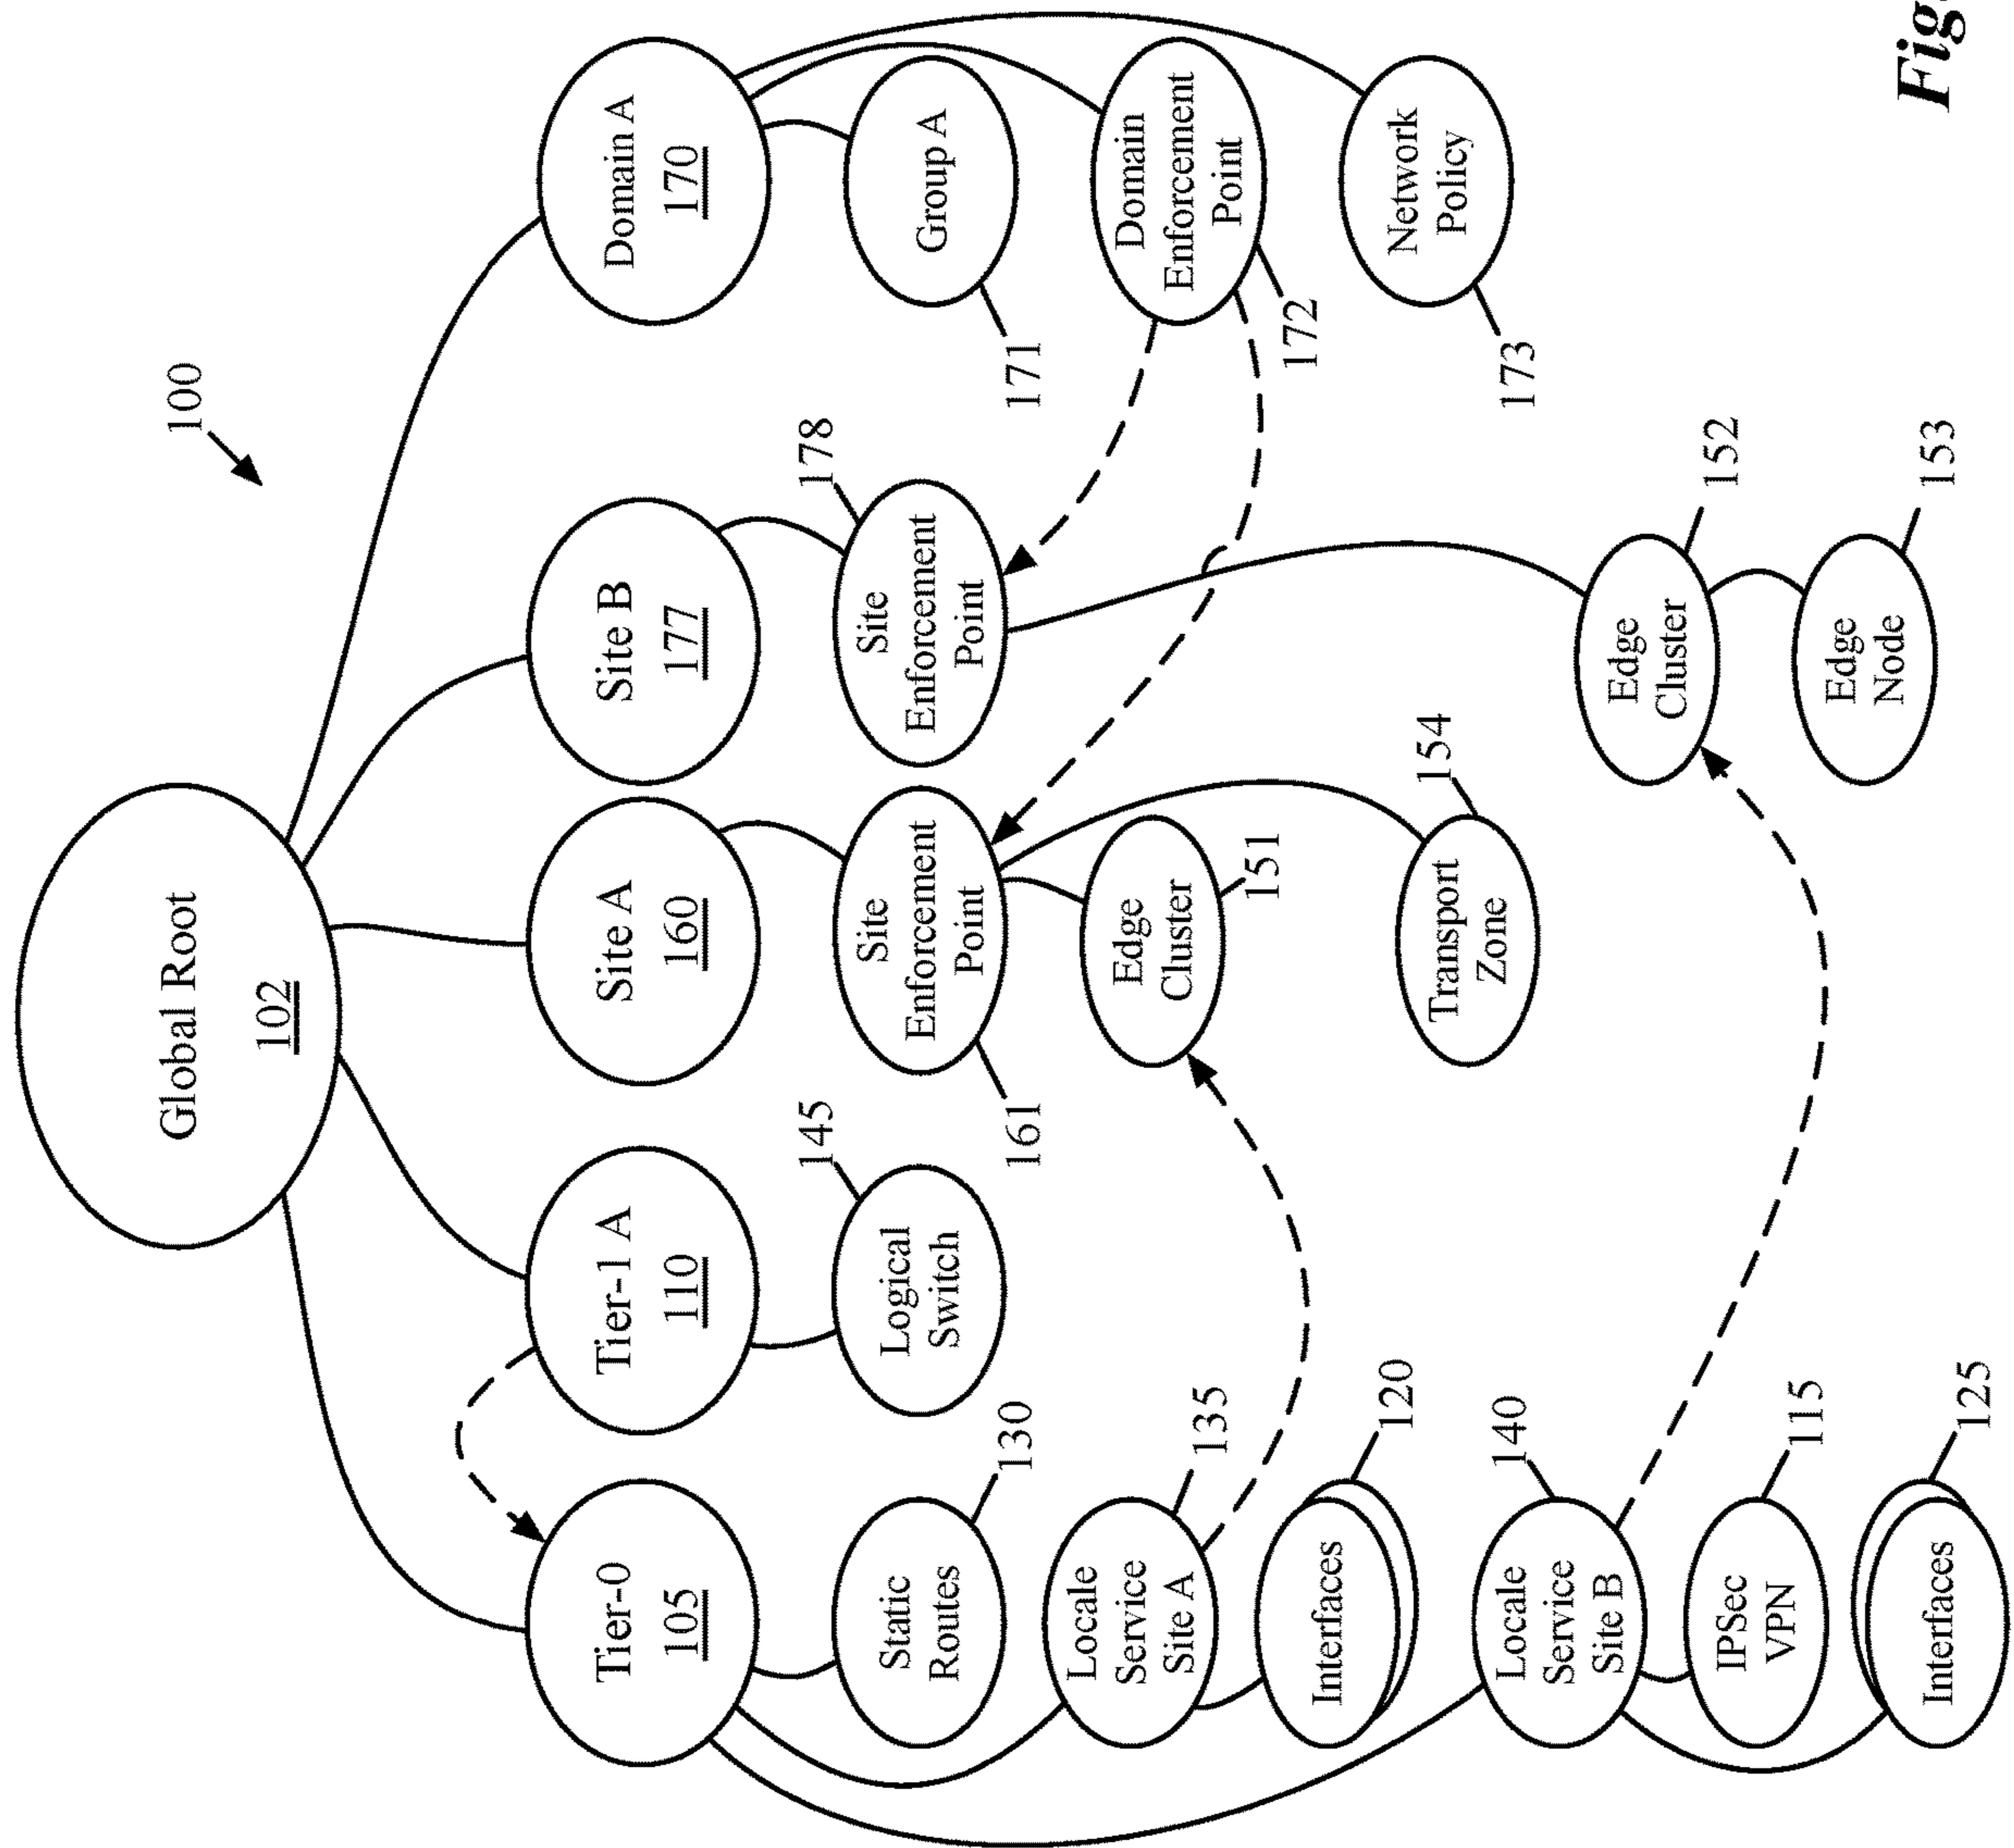 100
Global Root
102
Tier-0
105
Tier-1 A
110
Site A
160
Site B
177
Domain A
170
Static
Routes
130
Logical
Switch
145
Site
Enforcement
Point
161
Site
Enforcement
Point
178
Group A
171
Locale
Service
Site A
135
Edge
Cluster
151
Domain
Enforcement
Point
172
Interfaces
120
Transport
Zone
154
Network
Policy
173
Locale
Service
Site B
140
Edge
Cluster
152
IPSec
VPN
115
Edge
Node
153
Interfaces
125
Fig